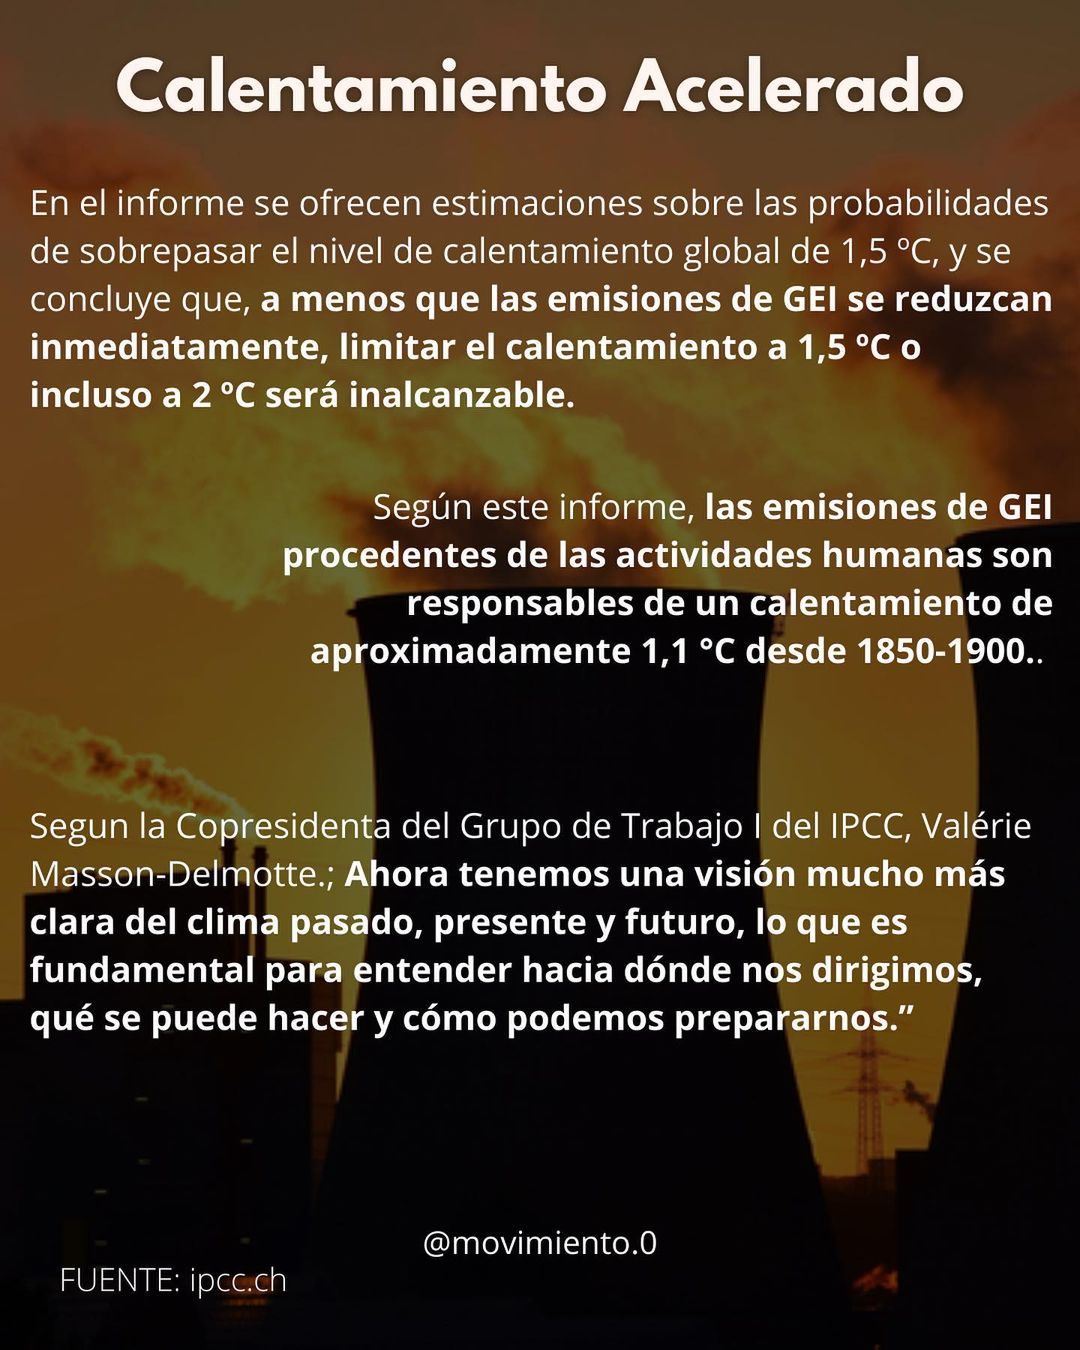 Calentamiento Acelerado
En el informe se ofrecen estimaciones sobre las probabilidades
de sobrepasar el nivel de calentamiento global de 1,5 ºC, y se
concluye que, a menos que las emisiones de GEI se reduzcan
inmediatamente, limitar el calentamiento a 1,5 ºC o
incluso a 2 ºC será inalcanzable.
Según este informe, las emisiones de GEI
procedentes de las actividades humanas son
responsables de un calentamiento de
aproximadamente 1,1 °C desde 1850-1900..
Segun la Copresidenta del Grupo de Trabajo I del IPCC, Valérie
Masson-Delmotte.; Ahora tenemos una visión mucho más
clara del clima pasado, presente y futuro, lo que es
fundamental para entender hacia dónde nos dirigimos,
qué se puede hacer y cómo podemos prepararnos.”
@movimiento.0
FUENTE: ipcc.ch